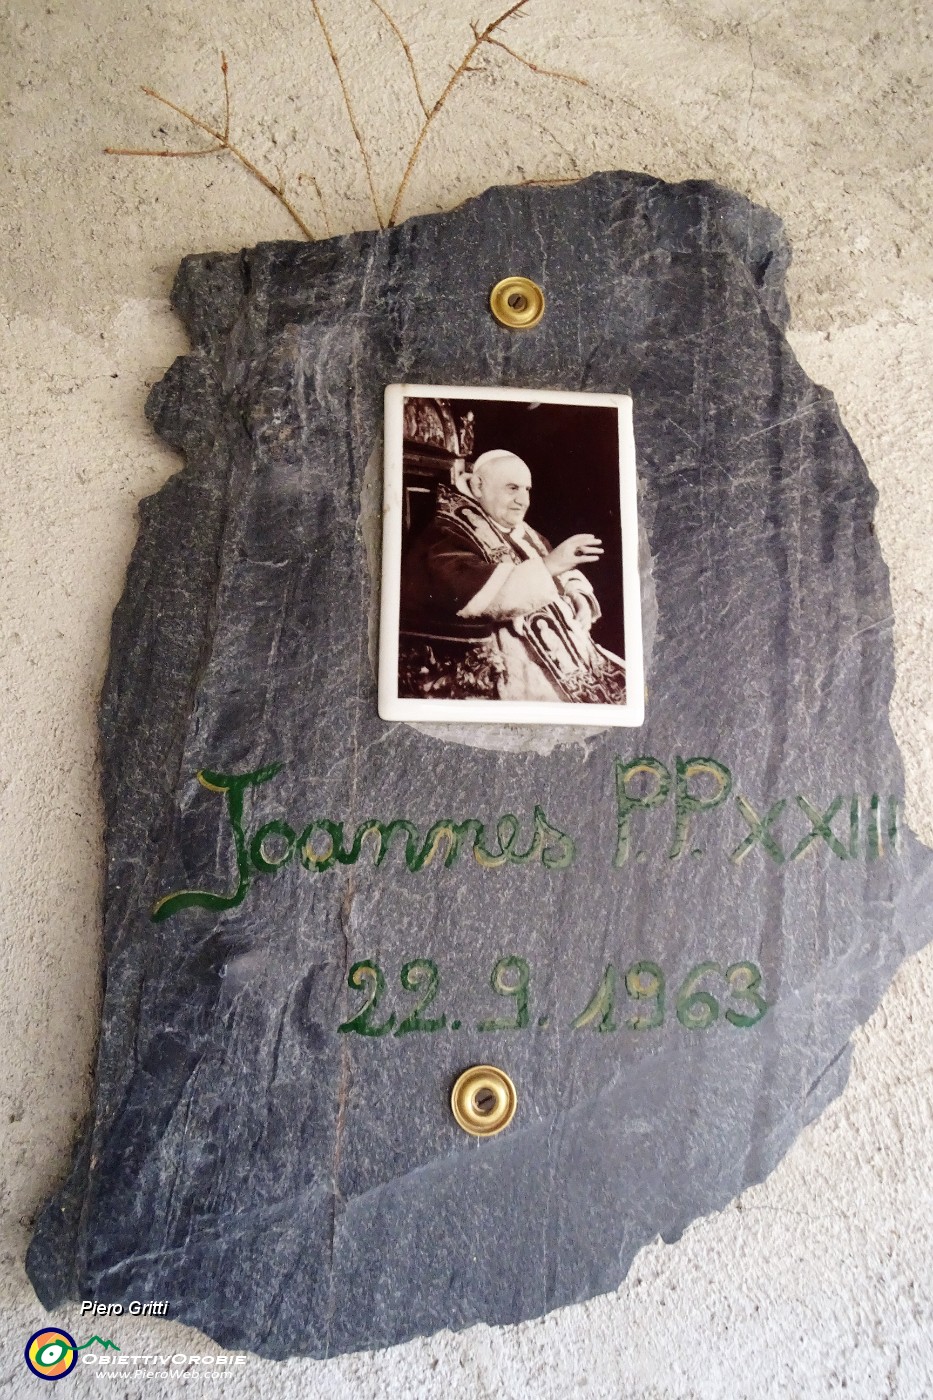 Joannes P.P. XXIII
22.9.1963
Piero Gritti
ObiettivOrobie
www.PieroWeb.com